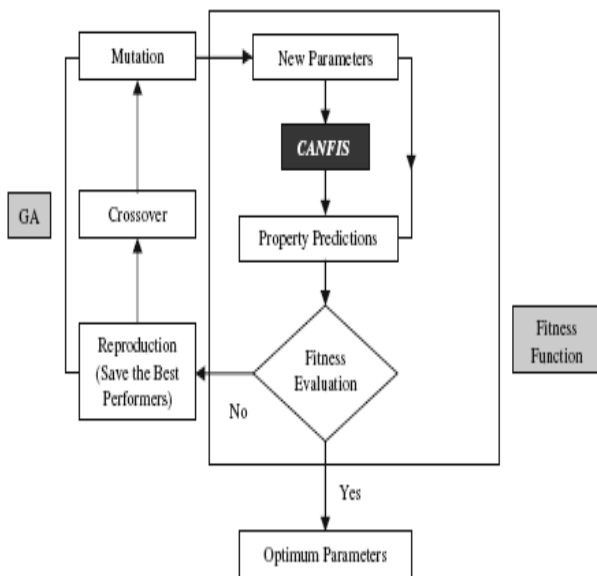 Mutation
New Parameters
CANFIS
GA
Crossover
Property Predictions
Reproduction
(Save the Best
Performers)
Fitness
Evaluation
Fitness
Function
No
Yes
Optimum Parameters